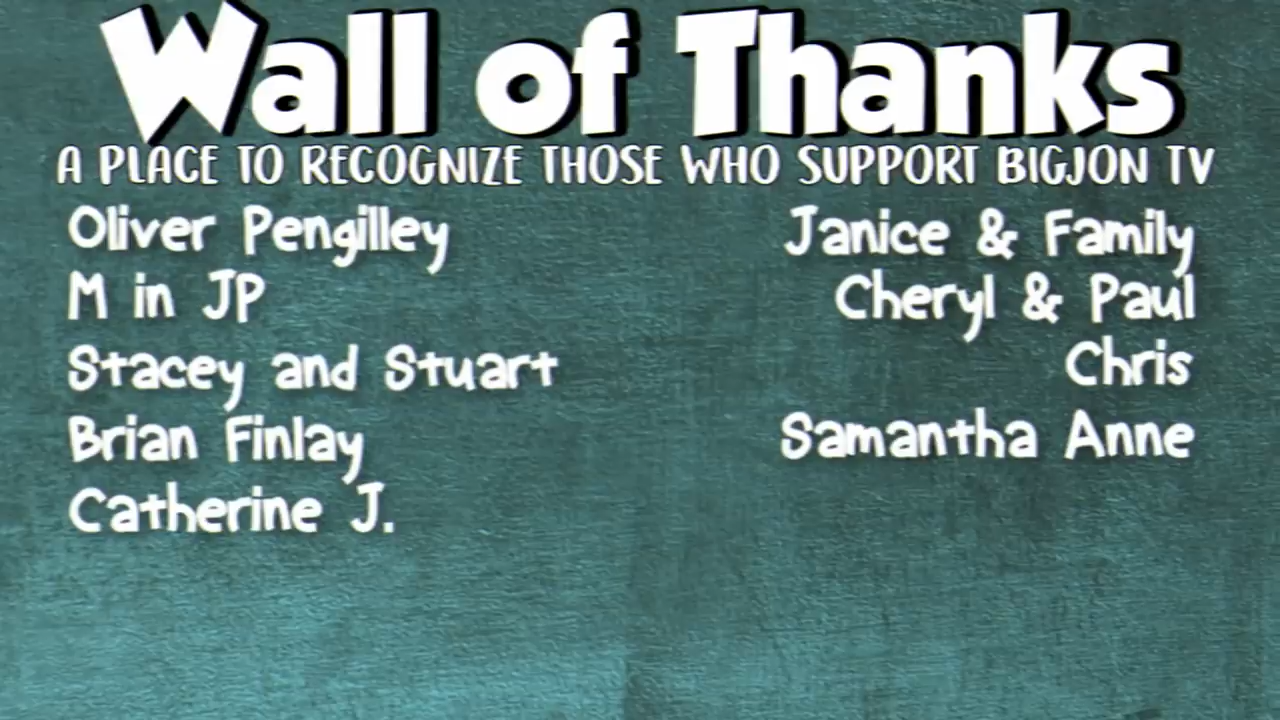 Wall of Thanks
A PLACE TO RECOGNIZE THOSE WHO SUPPORT BIGJON TV
Oliver Pengilley
M in JP
Stacey and Stuart
Brian Finlay
Catherine J.
Janice & Family
Cheryl & Paul
Chris
Samantha Anne